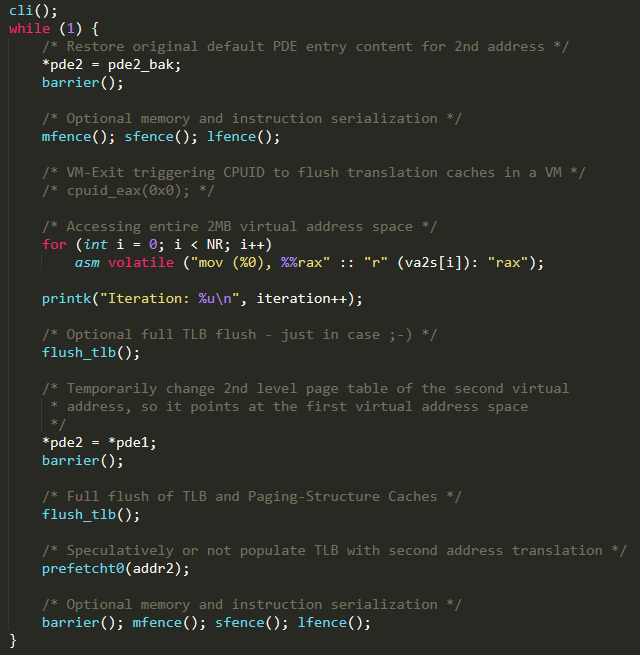 cli();
while (1) {
/* Restore original default PDE entry content for 2nd address */
*pde2 = pde2_bak;
barrier();
/* Optional memory and instruction serialization */
mfence(); sfence(); lfence();
/* VM-Exit triggering CPUID to flush translation caches in a VM */
/* cpuid_eax(0x0); */
/* Accessing entire 2MB virtual address space */
for (int i = 0; i < NR; i++)
asm volatile ("mov (%0), %%rax" :: "r" (va2s[i]): "rax");
printk("Iteration: %u\n", iteration++);
/* Optional full TLB flush - just in case ;-) */
flush_tlb();
/* Temporarily change 2nd level page table of the second virtual
* address, so it points at the first virtual address space
*/
*pde2 = *pde1;
barrier();
/* Full flush of TLB and Paging-Structure Caches */
flush_tlb();
/* Speculatively or not populate TLB with second address translation */
prefetcht0(addr2);
/* Optional memory and instruction serialization */
barrier(); mfence(); sfence(); lfence();
}